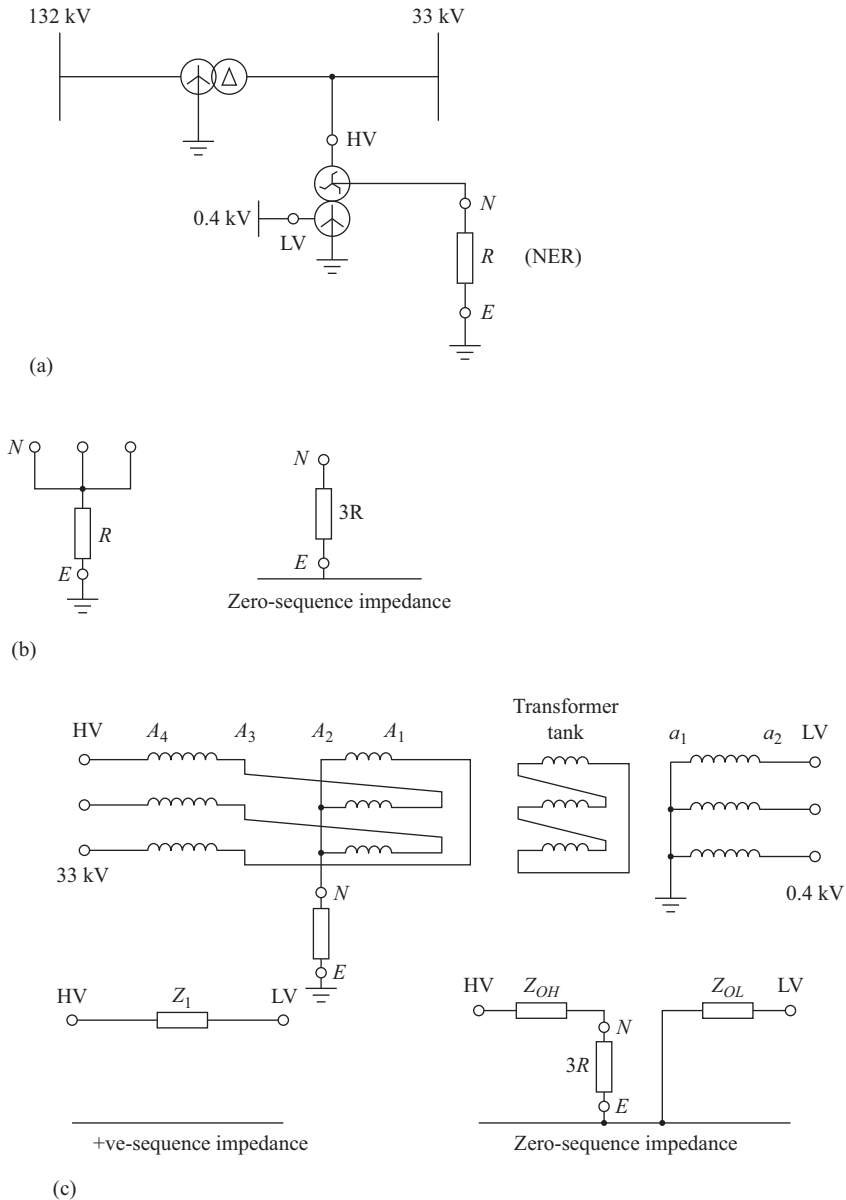 132 kV
33 kV
HV
N
0.4 kV
LV
R (NER)
E
(a)
N
N
R
3R
E
E
Zero-sequence impedance
(b)
Transformer
tank
HV A4 A3 A2 A1
a1 a2 LV
33 kV
N
0.4 kV
E
HV Z1 LV
HV ZOH ZOL LV
N
3R
E
+ve-sequence impedance
Zero-sequence impedance
(c)